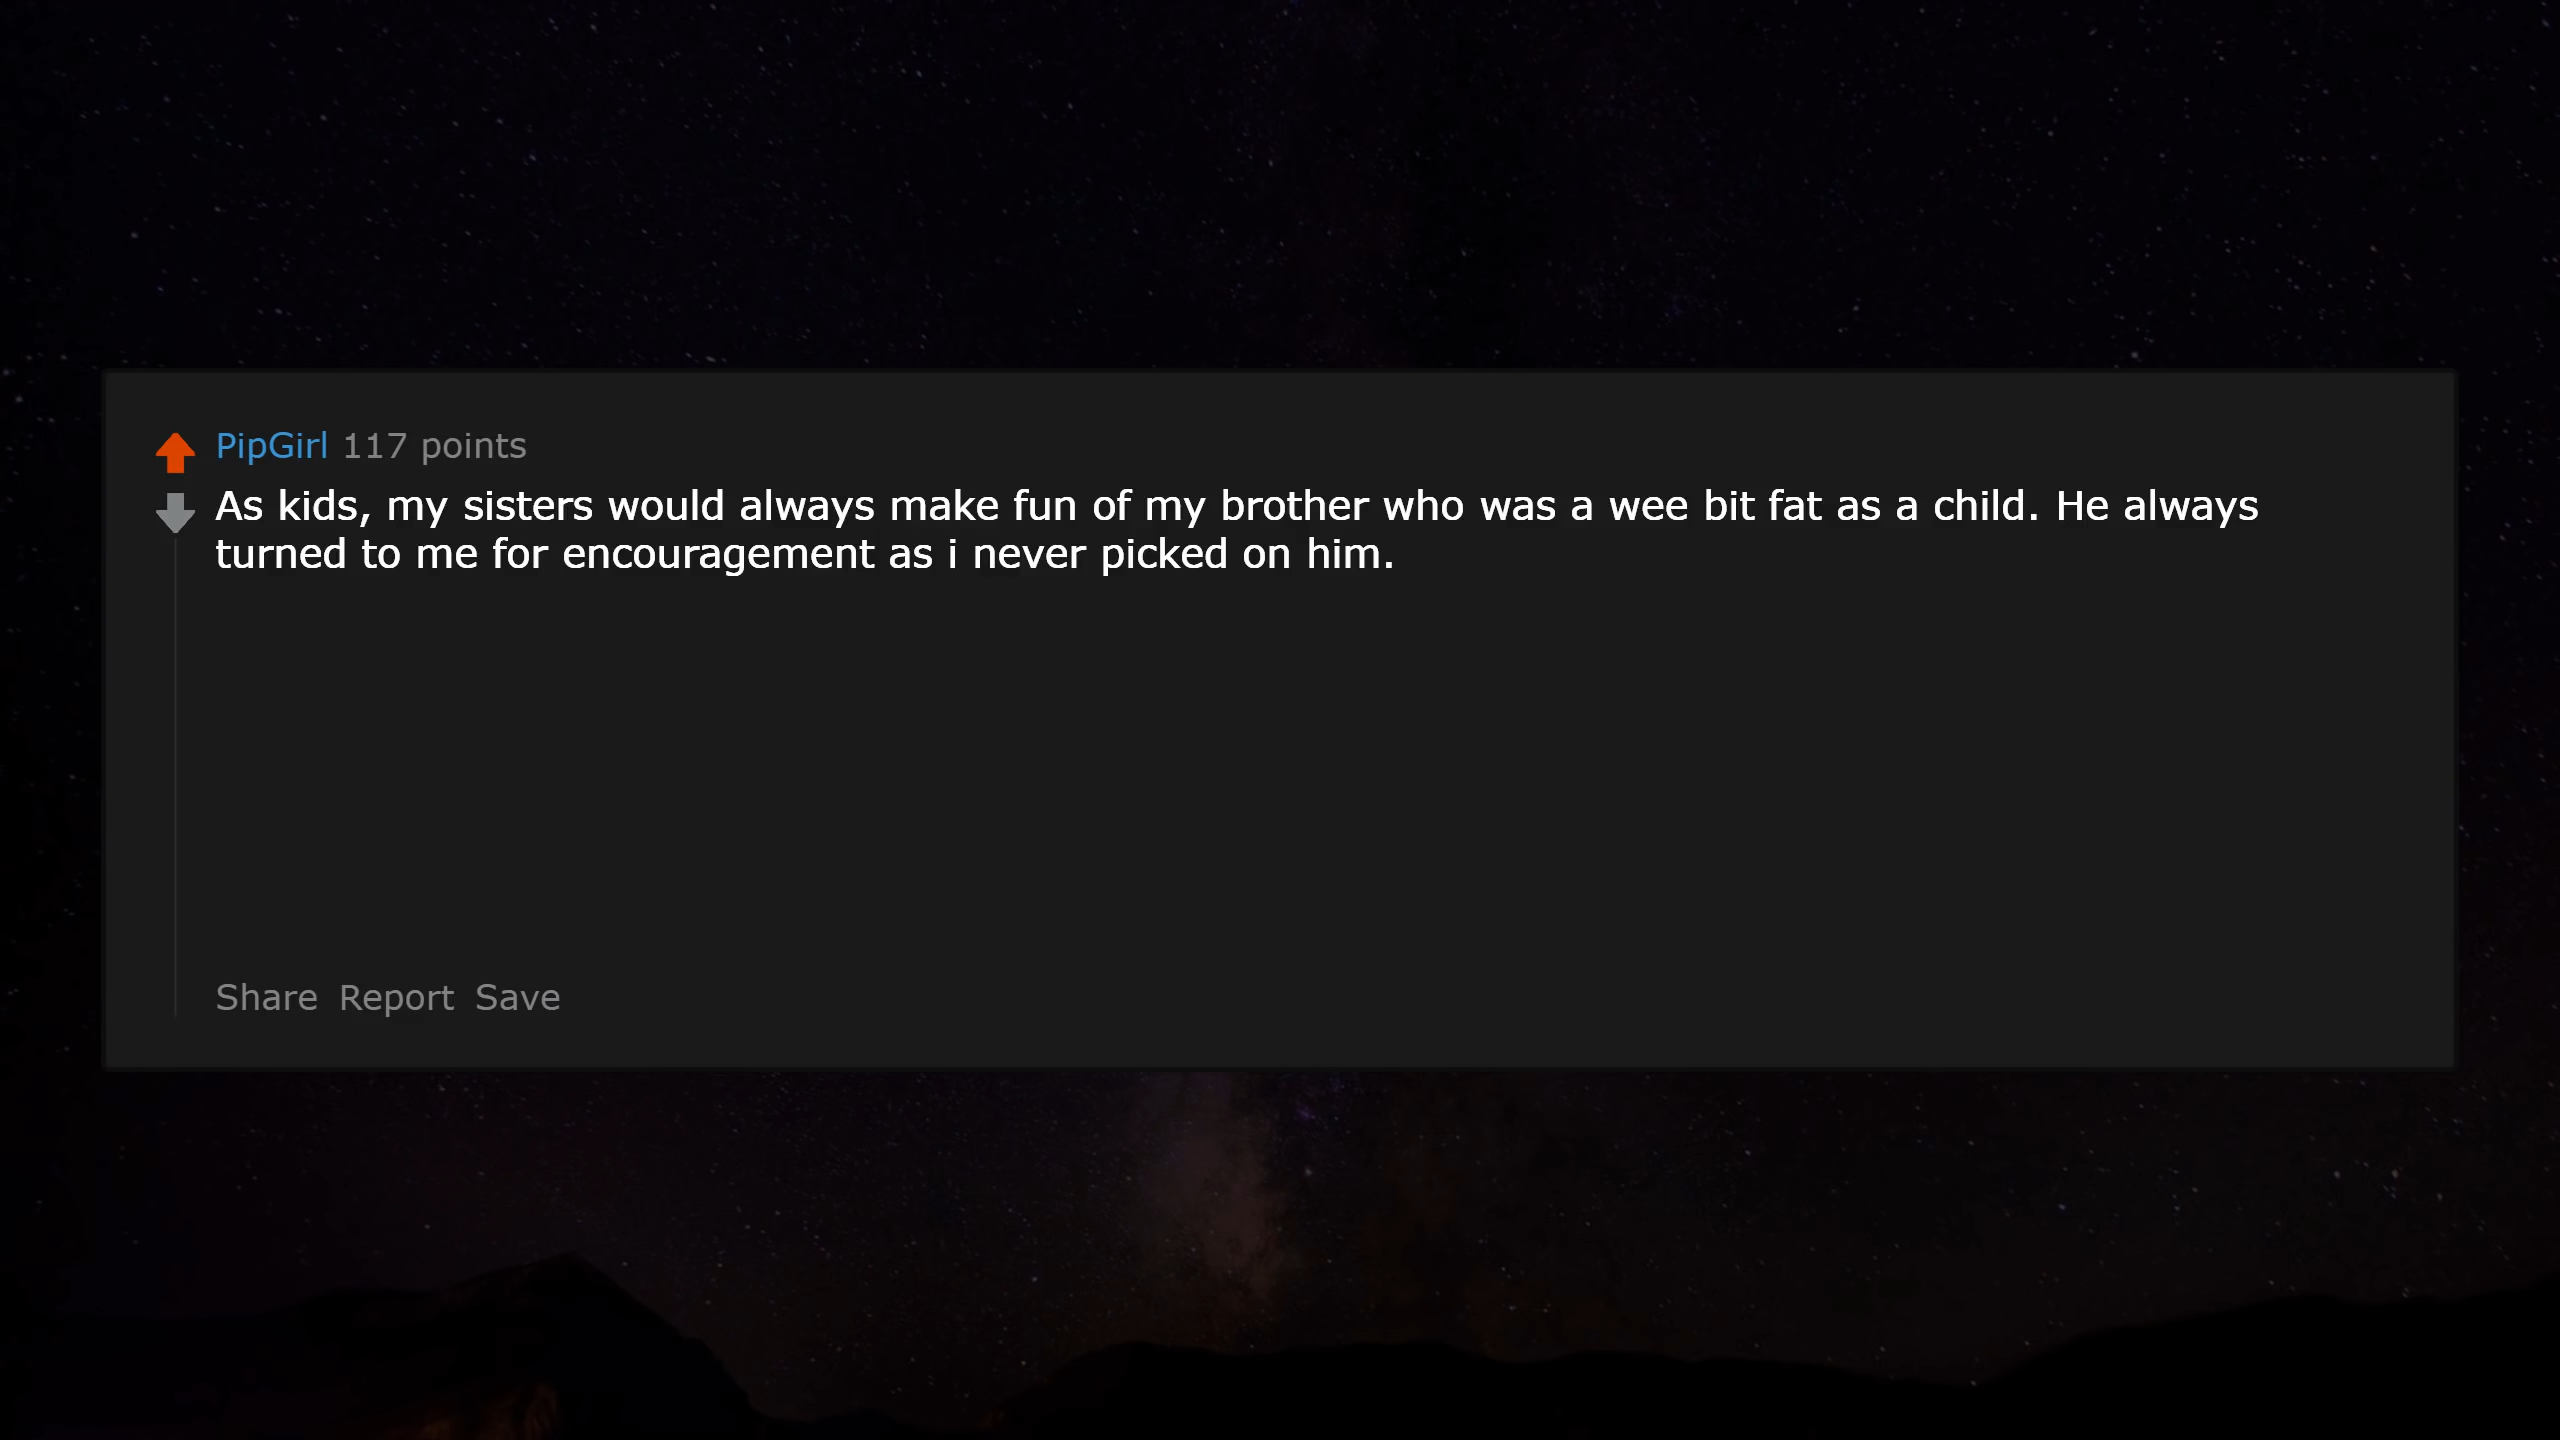 PipGirl 117 points
As kids, my sisters would always make fun of my brother who was a wee bit fat as a child. He always
turned to me for encouragement as i never picked on him.
Share Report Save